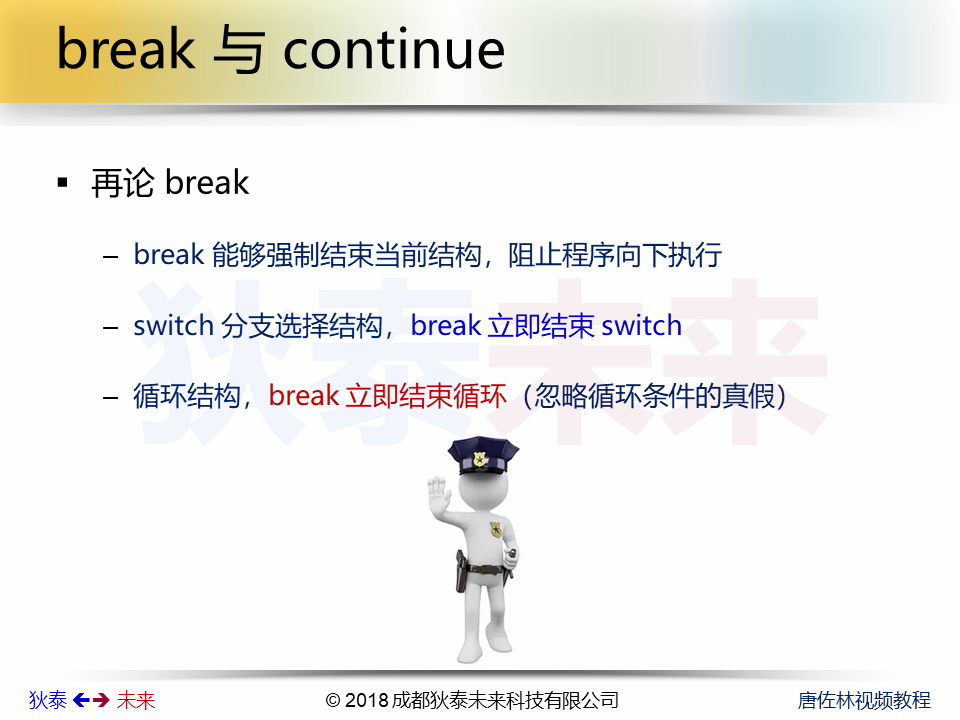 break 与 continue
▪ 再论 break
– break 能够强制结束当前结构，阻止程序向下执行
– switch 分支选择结构，break 立即结束 switch
– 循环结构，break 立即结束循环（忽略循环条件的真假）
狄泰未来
狄泰 未来
© 2018 成都狄泰未来科技有限公司
唐佐林视频教程